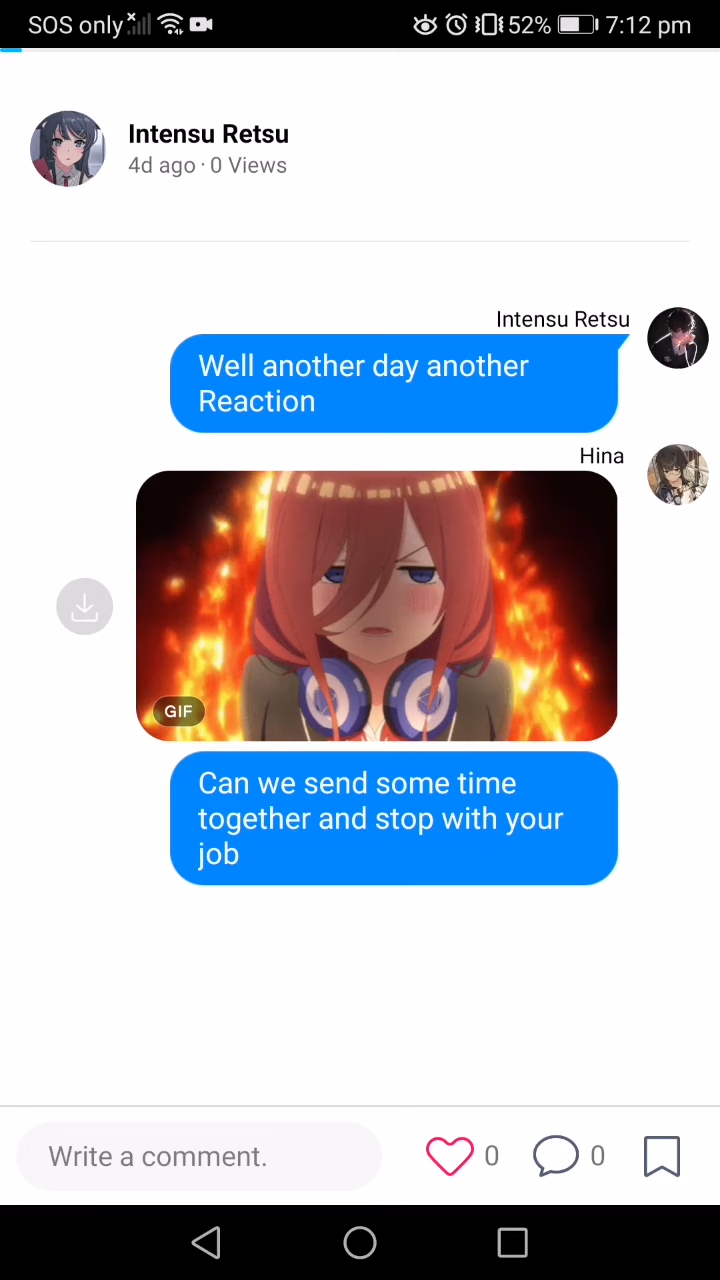 SOS only 52% 7:12 pm
Intensu Retsu
4d ago · 0 Views
Intensu Retsu
Well another day another
Reaction
Hina
GIF
Can we send some time
together and stop with your
job
Write a comment. 0 0